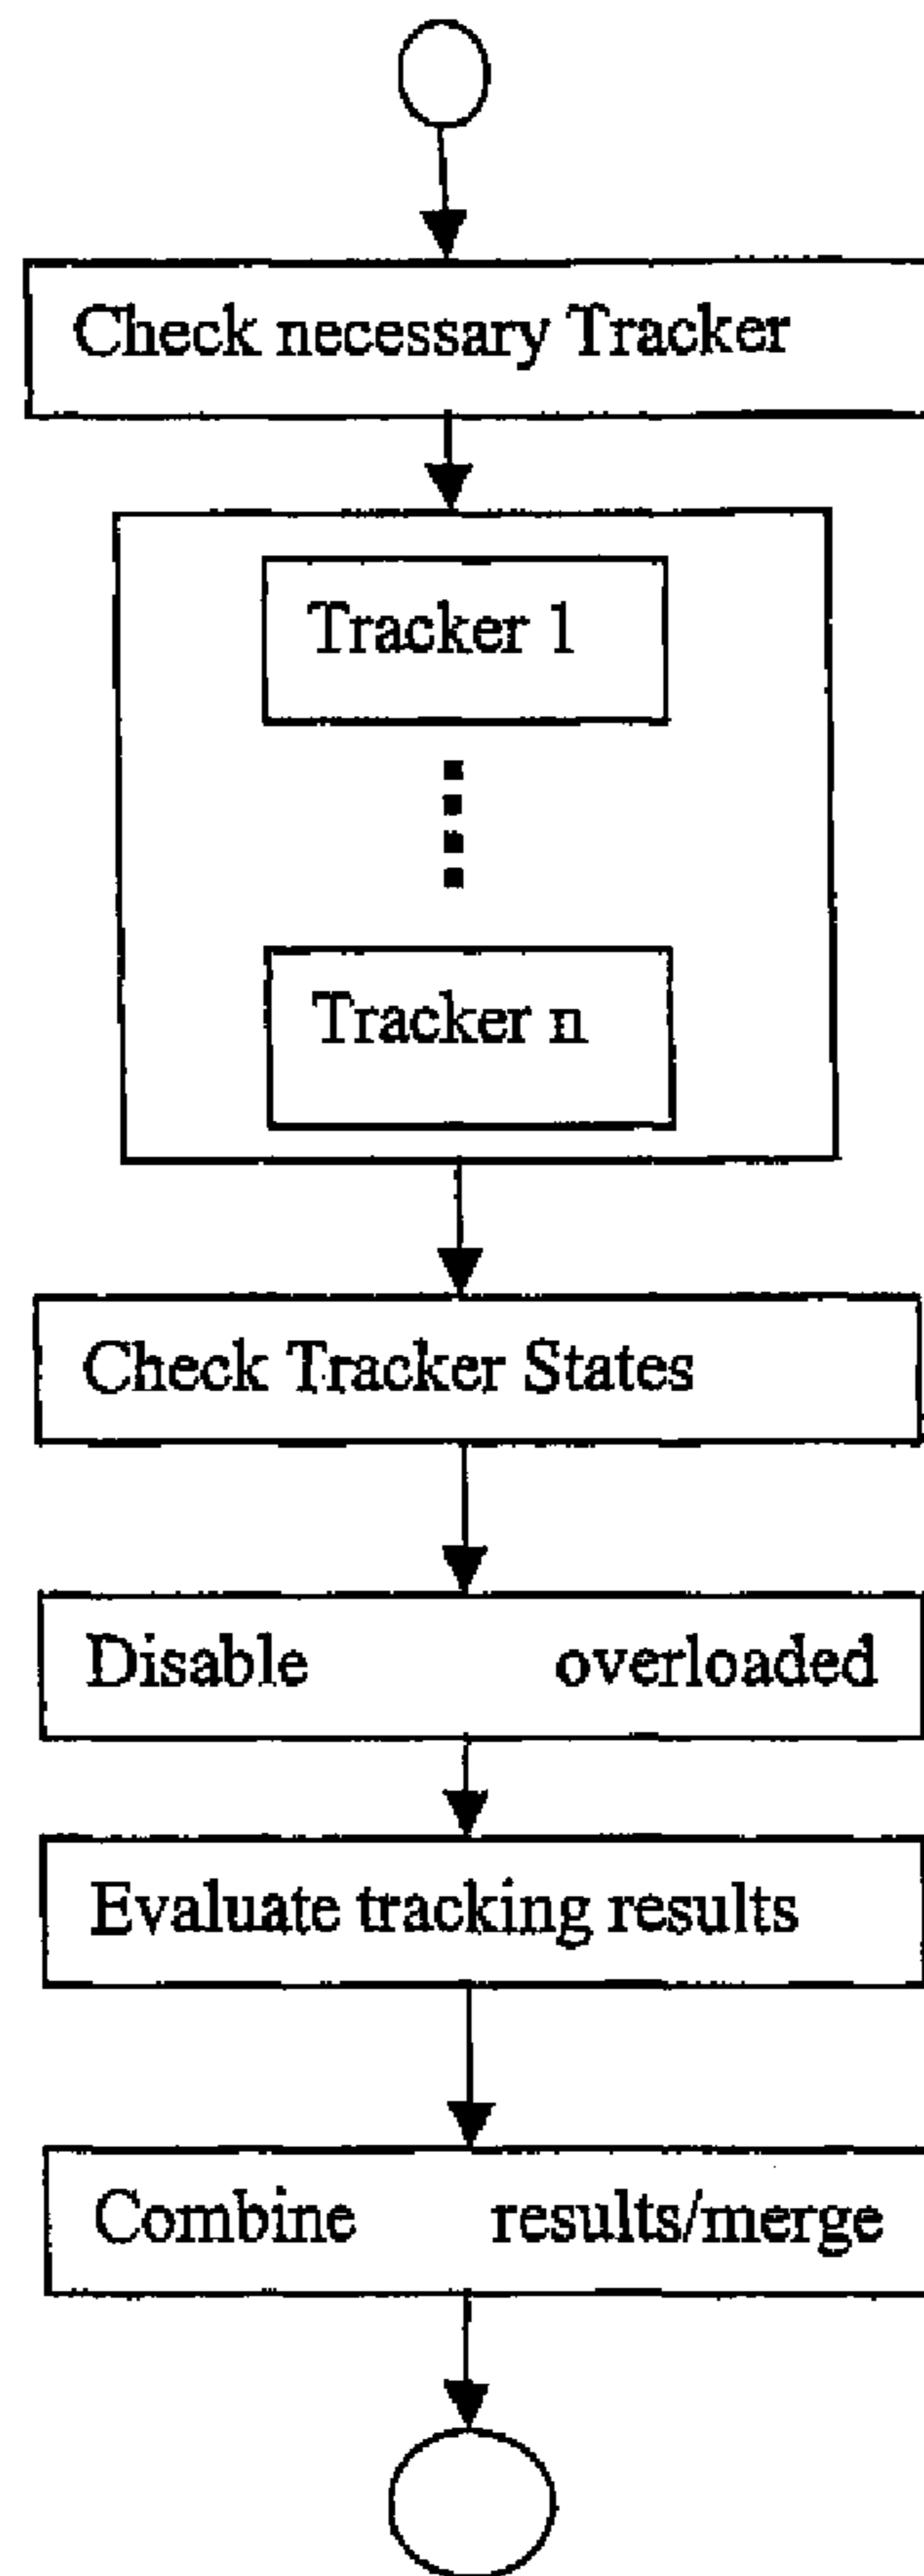 Check necessary Tracker
Tracker 1
Tracker n
Check Tracker States
Disable overloaded
Evaluate tracking results
Combine results/merge